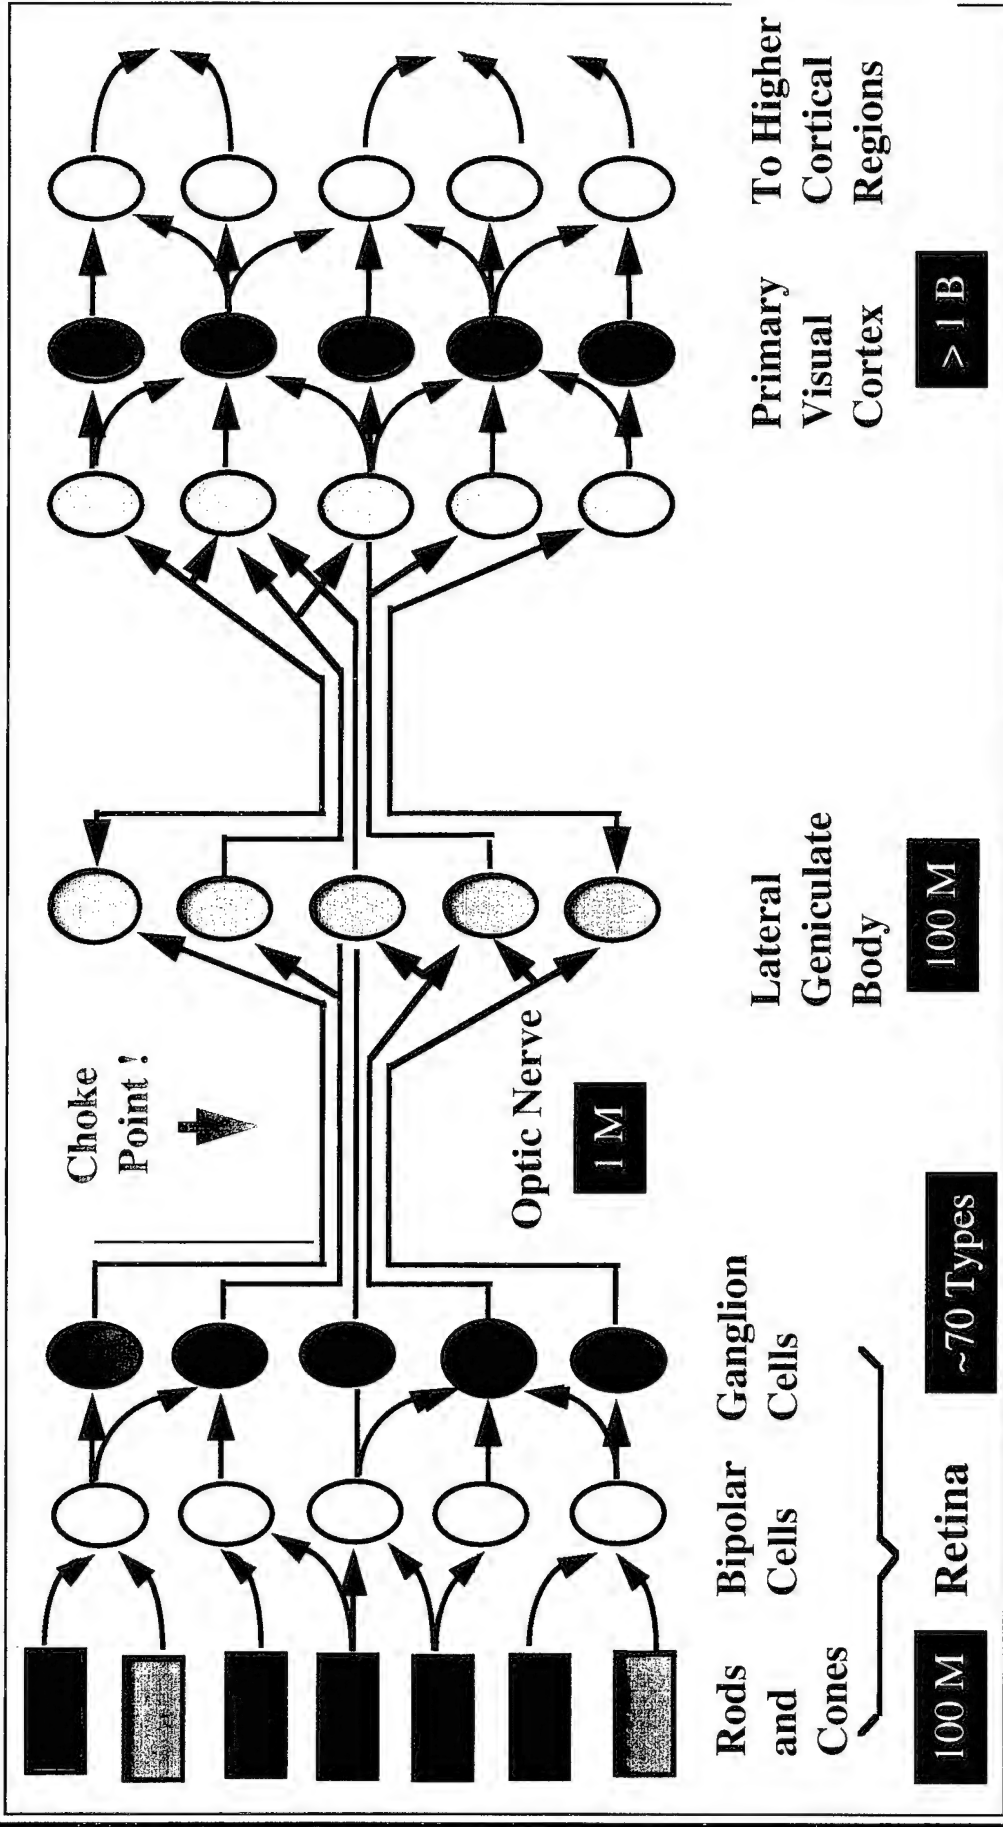 Choke
Point !
Optic Nerve
1 M
Rods
and
Cones
Bipolar
Cells
Ganglion
Cells
Lateral
Geniculate
Body
Primary
Visual
Cortex
To Higher
Cortical
Regions
100 M
Retina
~70 Types
100 M
> 1 B